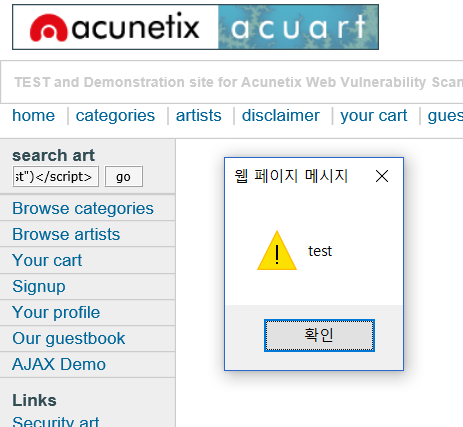 acunetix acuart
TEST and Demonstration site for Acunetix Web Vulnerability Scan
home categories artists disclaimer your cart gues
search art
st")</script> go
Browse categories
Browse artists
Your cart
Signup
Your profile
Our guestbook
AJAX Demo
Links
Security art
웹 페이지 메시지
test
확인